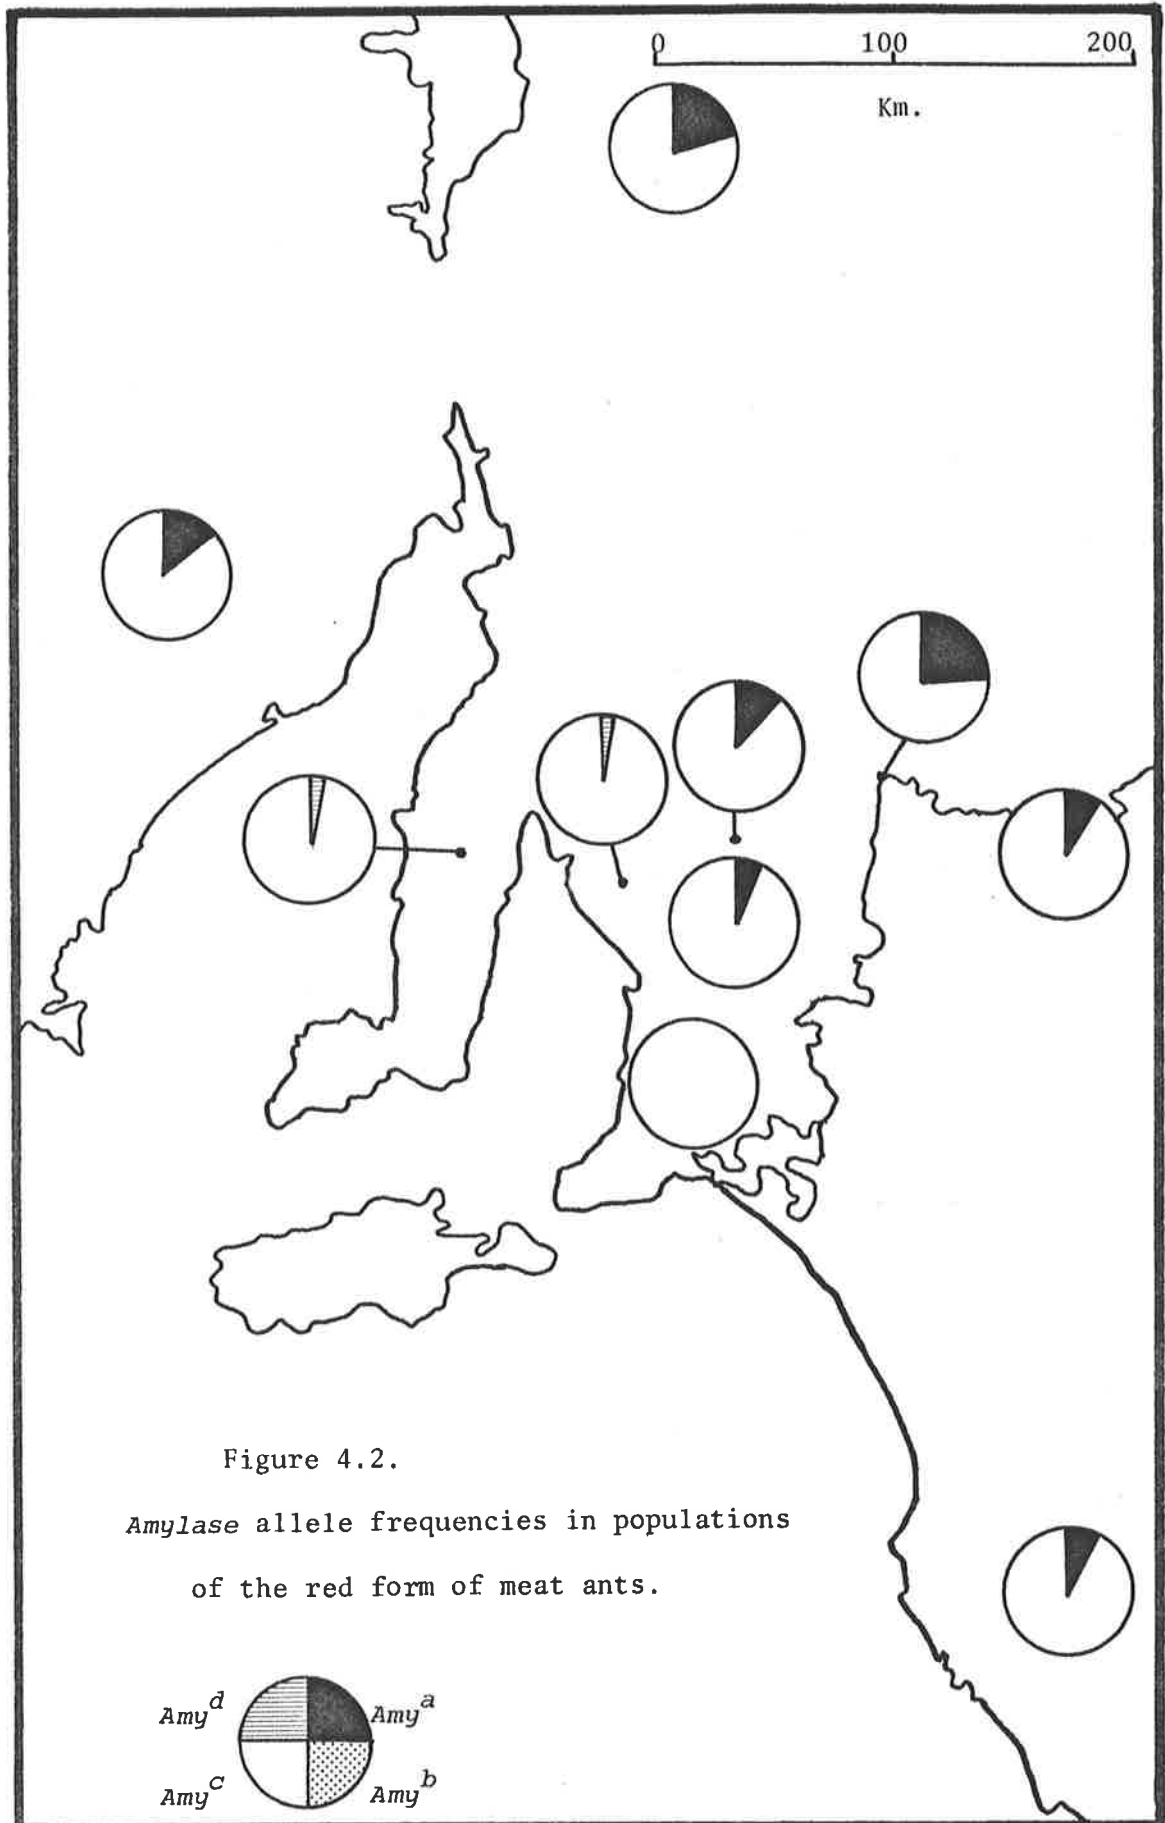 0 100 200
Km.
Figure 4.2.
Amylase allele frequencies in populations
of the red form of meat ants.
Amy^d Amy^a
Amy^c Amy^b